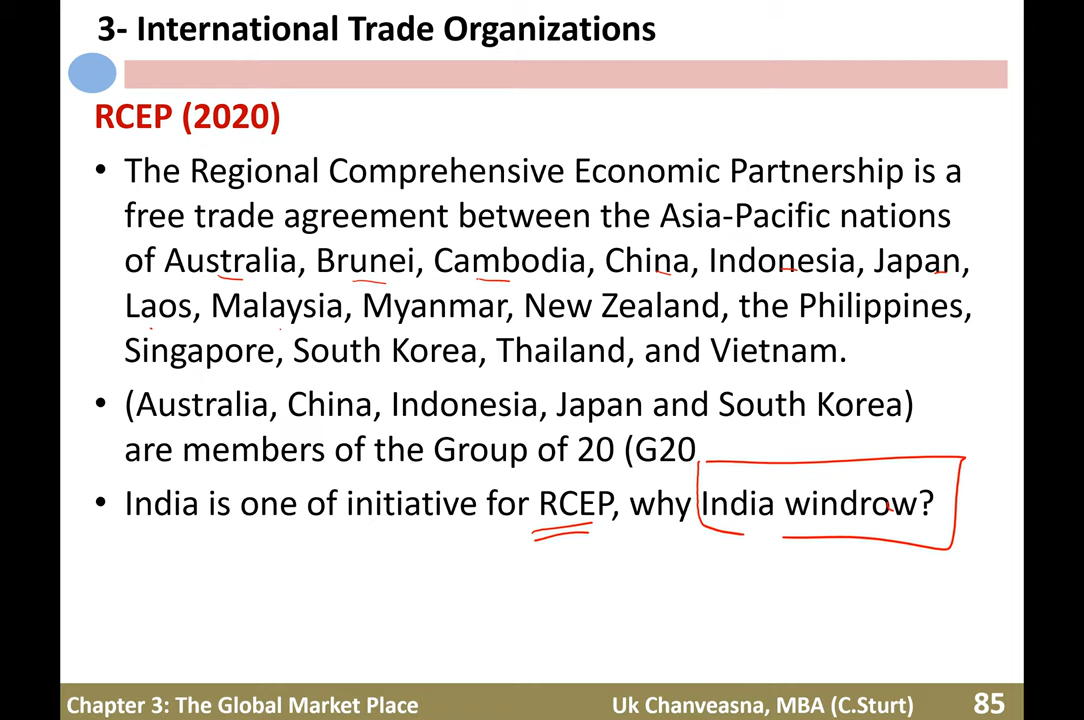 3- International Trade Organizations
RCEP (2020)
• The Regional Comprehensive Economic Partnership is a
free trade agreement between the Asia-Pacific nations
of Australia, Brunei, Cambodia, China, Indonesia, Japan,
Laos, Malaysia, Myanmar, New Zealand, the Philippines,
Singapore, South Korea, Thailand, and Vietnam.
• (Australia, China, Indonesia, Japan and South Korea)
are members of the Group of 20 (G20
• India is one of initiative for RCEP, why India windrow?
Chapter 3: The Global Market Place Uk Chanveasna, MBA (C.Sturt) 85